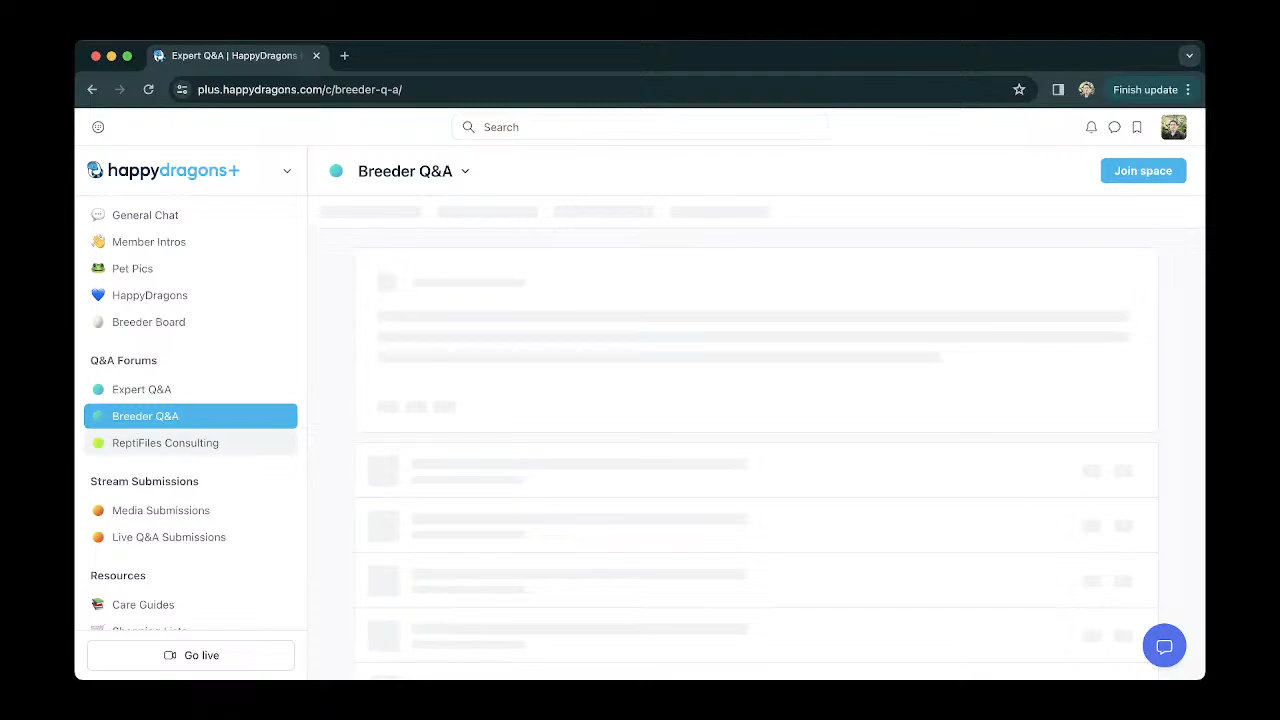 Expert Q&A | HappyDragons
plus.happydragons.com/c/breeder-q-a/
Finish update
Search
happydragons+
Breeder Q&A
Join space
General Chat
Member Intros
Pet Pics
HappyDragons
Breeder Board
Q&A Forums
Expert Q&A
Breeder Q&A
ReptiFiles Consulting
Stream Submissions
Media Submissions
Live Q&A Submissions
Resources
Care Guides
Go live